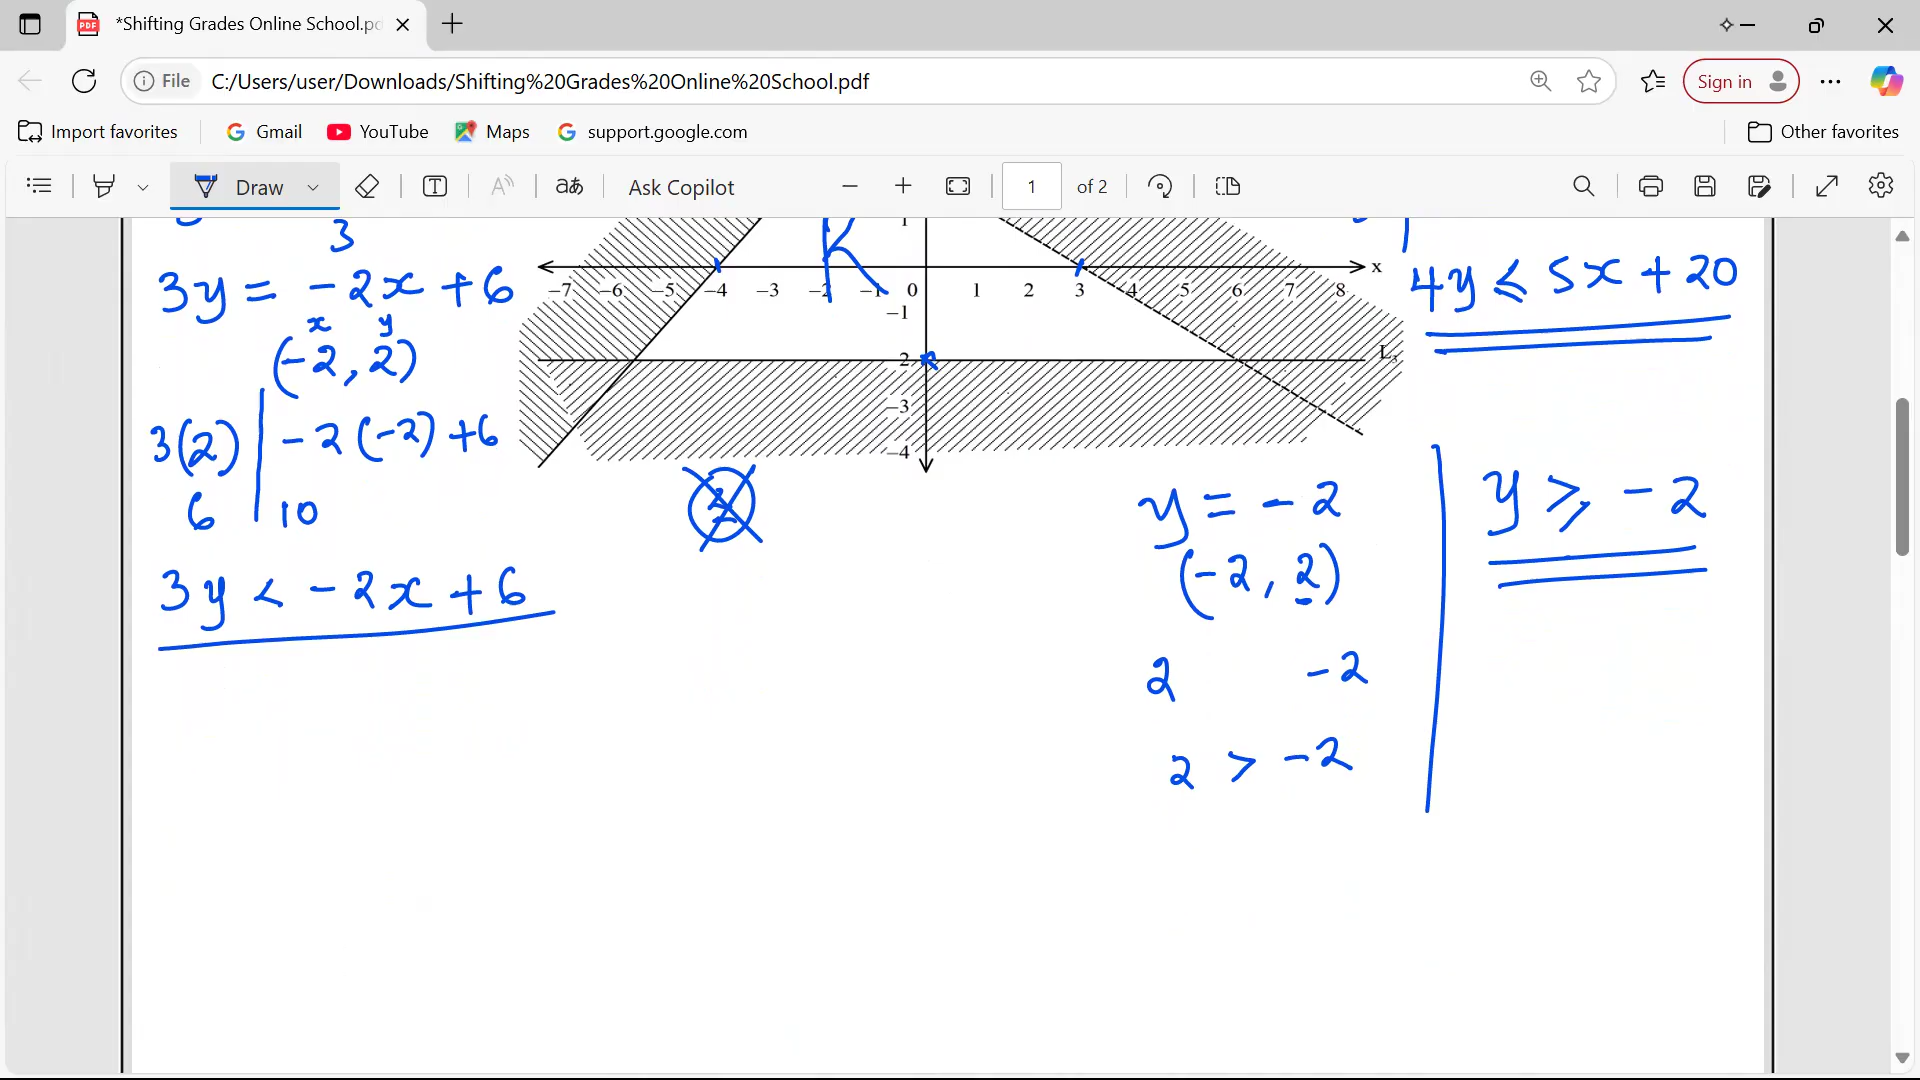 *Shifting Grades Online School.pd
File C:/Users/user/Downloads/Shifting%20Grades%20Online%20School.pdf
Sign in
Import favorites Gmail YouTube Maps support.google.com Other favorites
Draw aあ Ask Copilot 1 of 2
3
3y = -2x + 6
x y
(-2, 2)
3(2) | -2(-2) + 6
6 | 10
3y < -2x + 6
K
1
x
-7 -6 -5 -4 -3 -2 -1 0 1 2 3 4 5 6 7 8
-1
2
L3
-3
-4
4y ≤ 5x + 20
y = -2
(-2, 2)
2 -2
2 > -2
y ≥ -2